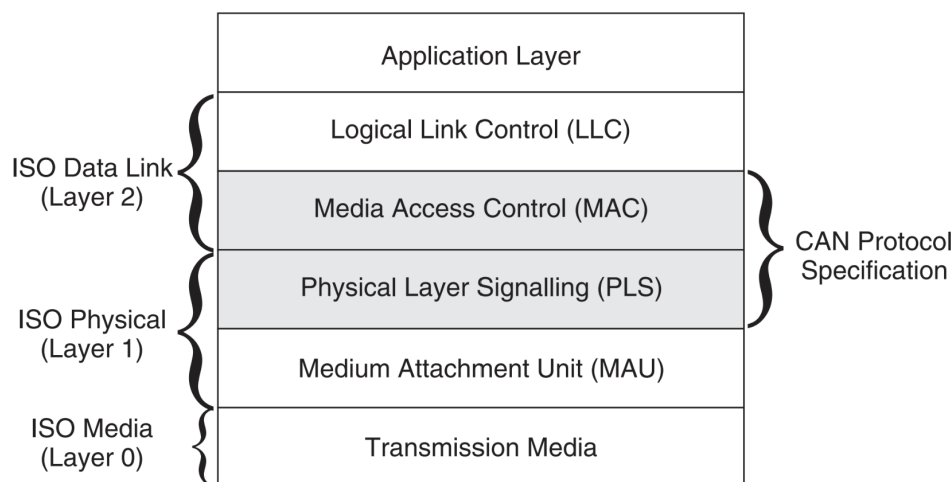 Application Layer
Logical Link Control (LLC)
ISO Data Link
(Layer 2)
Media Access Control (MAC)
CAN Protocol
Specification
Physical Layer Signalling (PLS)
ISO Physical
(Layer 1)
Medium Attachment Unit (MAU)
ISO Media
(Layer 0)
Transmission Media